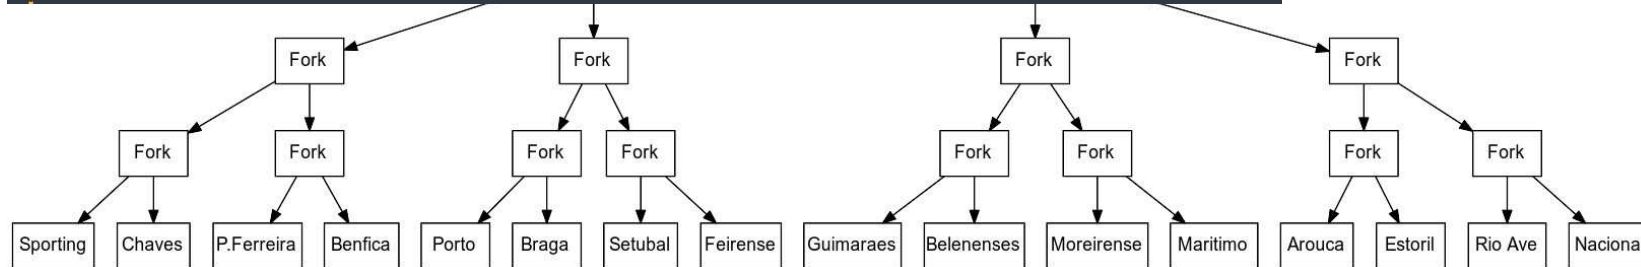 Fork Fork Fork Fork
Fork Fork Fork Fork Fork Fork Fork Fork
Sporting Chaves P.Ferreira Benfica Porto Braga Setubal Feirense Guimaraes Belenenses Moreirense Maritimo Arouca Estoril Rio Ave Naciona